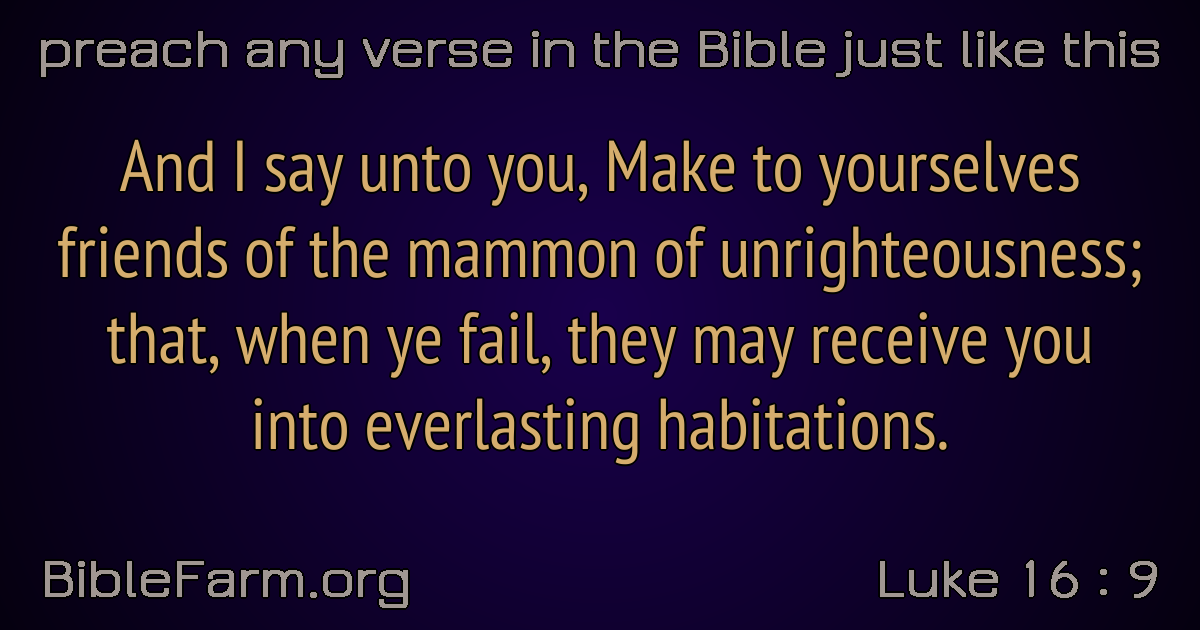 preach any verse in the Bible just like this
And I say unto you, Make to yourselves
friends of the mammon of unrighteousness;
that, when ye fail, they may receive you
into everlasting habitations.
BibleFarm.org
Luke 16 : 9